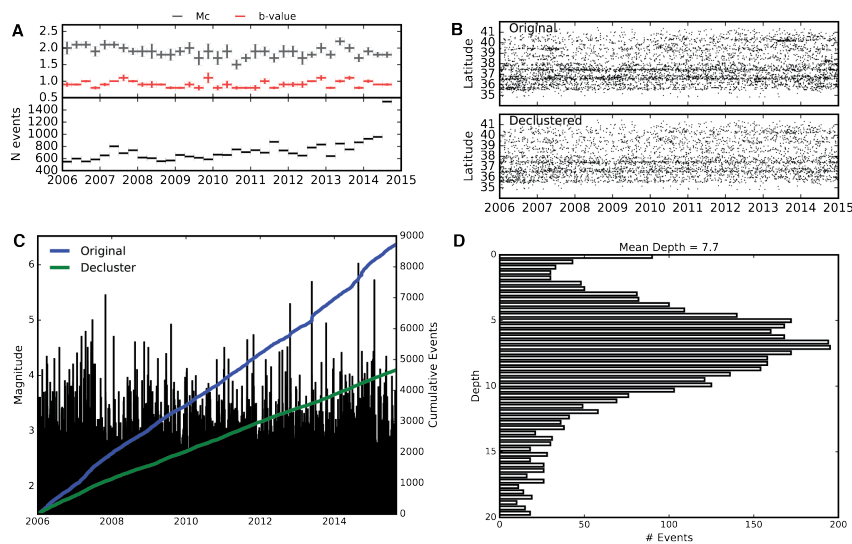 Mc b-value
A
2.5
2.0
1.5
1.0
0.5
1400
1200
1000
800
600
400
N events
2006 2007 2008 2009 2010 2011 2012 2013 2014 2015
B
Original
41
40
39
38
37
36
35
Latitude
Declustered
41
40
39
38
37
36
35
Latitude
2006 2007 2008 2009 2010 2011 2012 2013 2014 2015
C
Original
Decluster
6
5
4
3
2
Magnitude
9000
8000
7000
6000
5000
4000
3000
2000
1000
0
Cumulative Events
2006 2008 2010 2012 2014
D
Mean Depth = 7.7
0
5
10
15
20
Depth
0 50 100 150 200
# Events